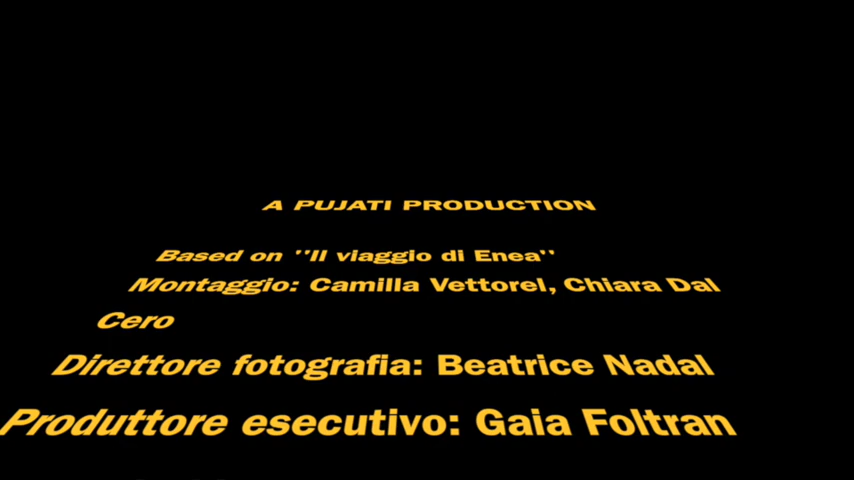 A PUJATI PRODUCTION
Based on "Il viaggio di Enea"
Montaggio: Camilla Vettorel, Chiara Dal
Cero
Direttore fotografia: Beatrice Nadal
Produttore esecutivo: Gaia Foltran